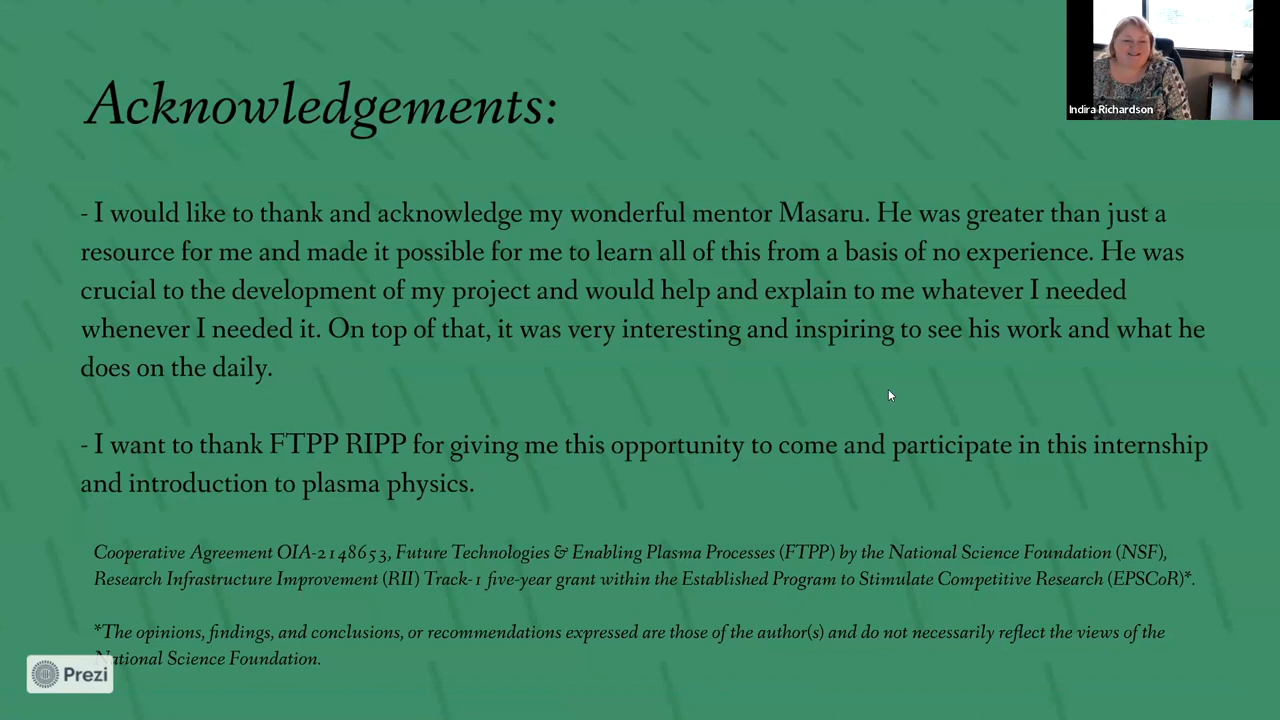 Acknowledgements:
Indira Richardson
- I would like to thank and acknowledge my wonderful mentor Masaru. He was greater than just a
resource for me and made it possible for me to learn all of this from a basis of no experience. He was
crucial to the development of my project and would help and explain to me whatever I needed
whenever I needed it. On top of that, it was very interesting and inspiring to see his work and what he
does on the daily.
- I want to thank FTPP RIPP for giving me this opportunity to come and participate in this internship
and introduction to plasma physics.
Cooperative Agreement OIA-2148653, Future Technologies & Enabling Plasma Processes (FTPP) by the National Science Foundation (NSF),
Research Infrastructure Improvement (RII) Track-1 five-year grant within the Established Program to Stimulate Competitive Research (EPSCoR)*.
*The opinions, findings, and conclusions, or recommendations expressed are those of the author(s) and do not necessarily reflect the views of the
National Science Foundation.
Prezi